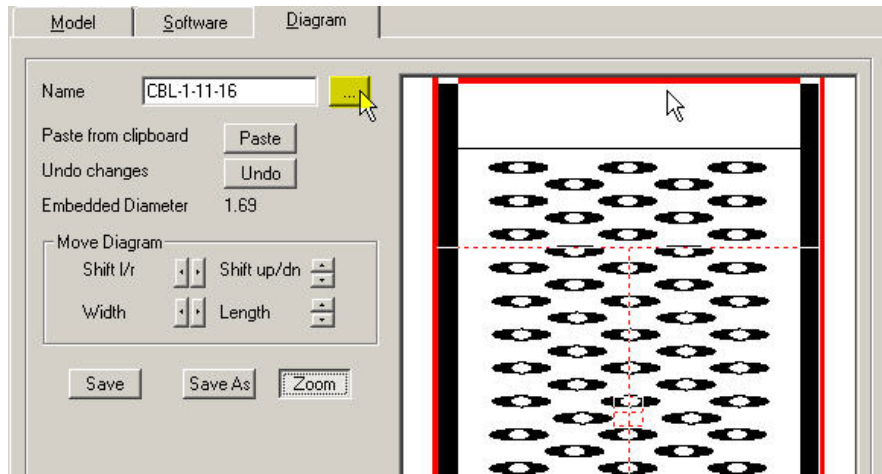 Model Software Diagram
Name CBL-1-11-16 ...
Paste from clipboard Paste
Undo changes Undo
Embedded Diameter 1.69
Move Diagram
Shift l/r Shift up/dn
Width Length
Save Save As Zoom